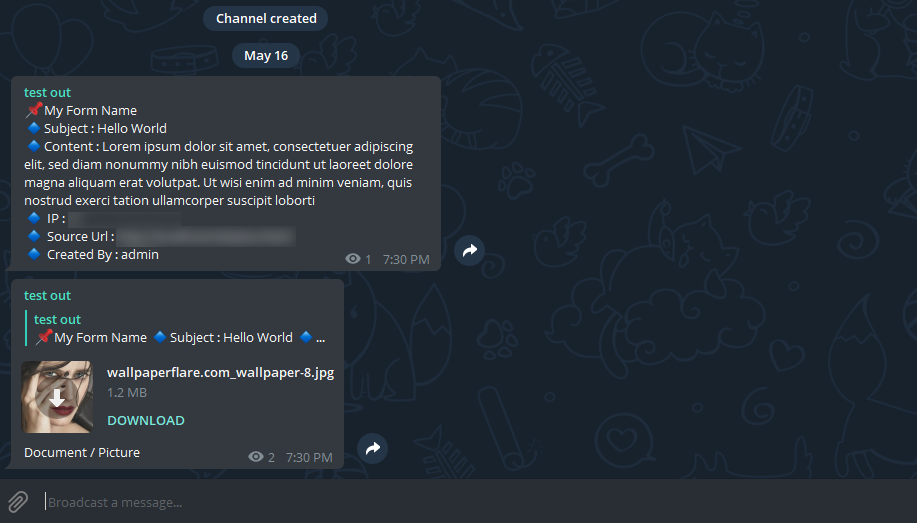 Channel created
May 16
test out
📌My Form Name
🔹 Subject : Hello World
🔹 Content : Lorem ipsum dolor sit amet, consectetuer adipiscing
elit, sed diam nonummy nibh euismod tincidunt ut laoreet dolore
magna aliquam erat volutpat. Ut wisi enim ad minim veniam, quis
nostrud exerci tation ullamcorper suscipit loborti
🔹 IP :
🔹 Source Url :
🔹 Created By : admin
1 7:30 PM
test out
test out
📌My Form Name 🔹 Subject : Hello World 🔹 ...
wallpaperflare.com_wallpaper-8.jpg
1.2 MB
DOWNLOAD
Document / Picture
2 7:30 PM
Broadcast a message...